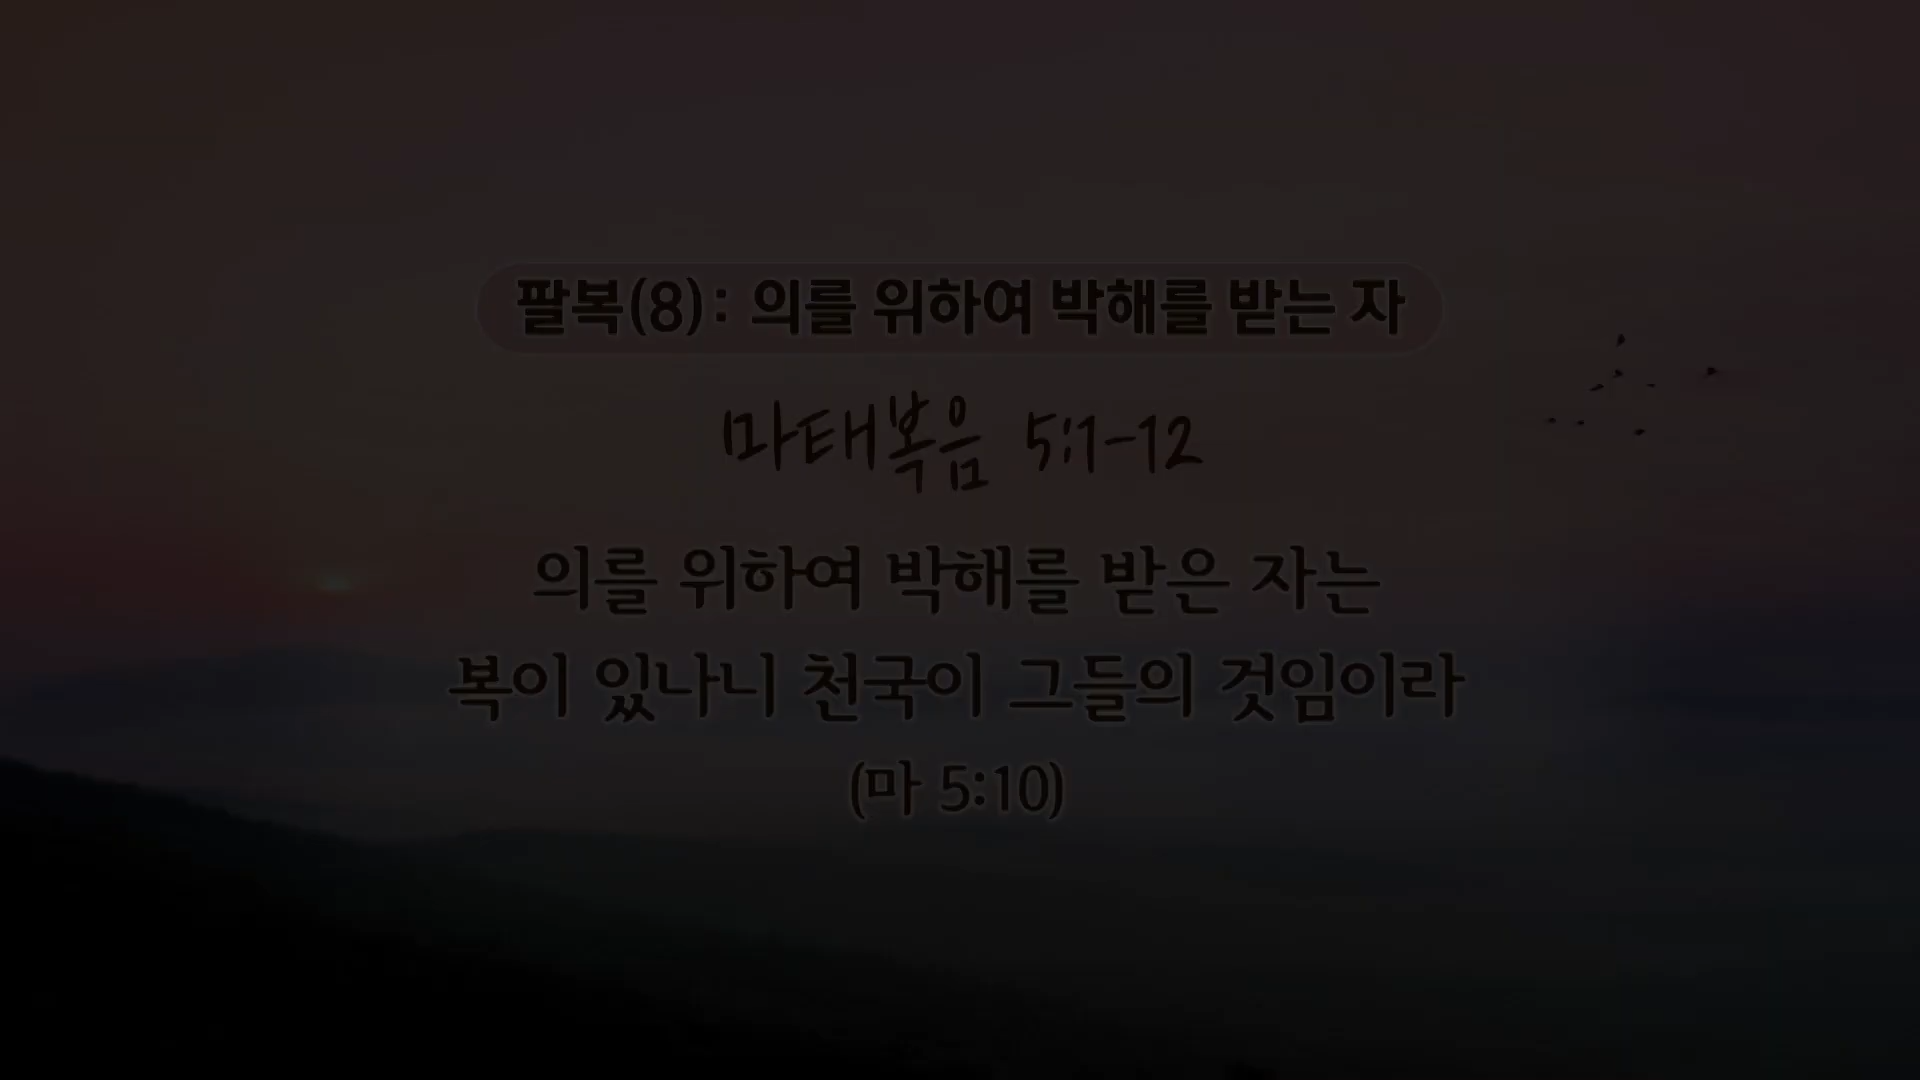 팔복(8): 의를 위하여 박해를 받는 자
마태복음 5:1-12
의를 위하여 박해를 받은 자는
복이 있나니 천국이 그들의 것임이라
(마 5:10)